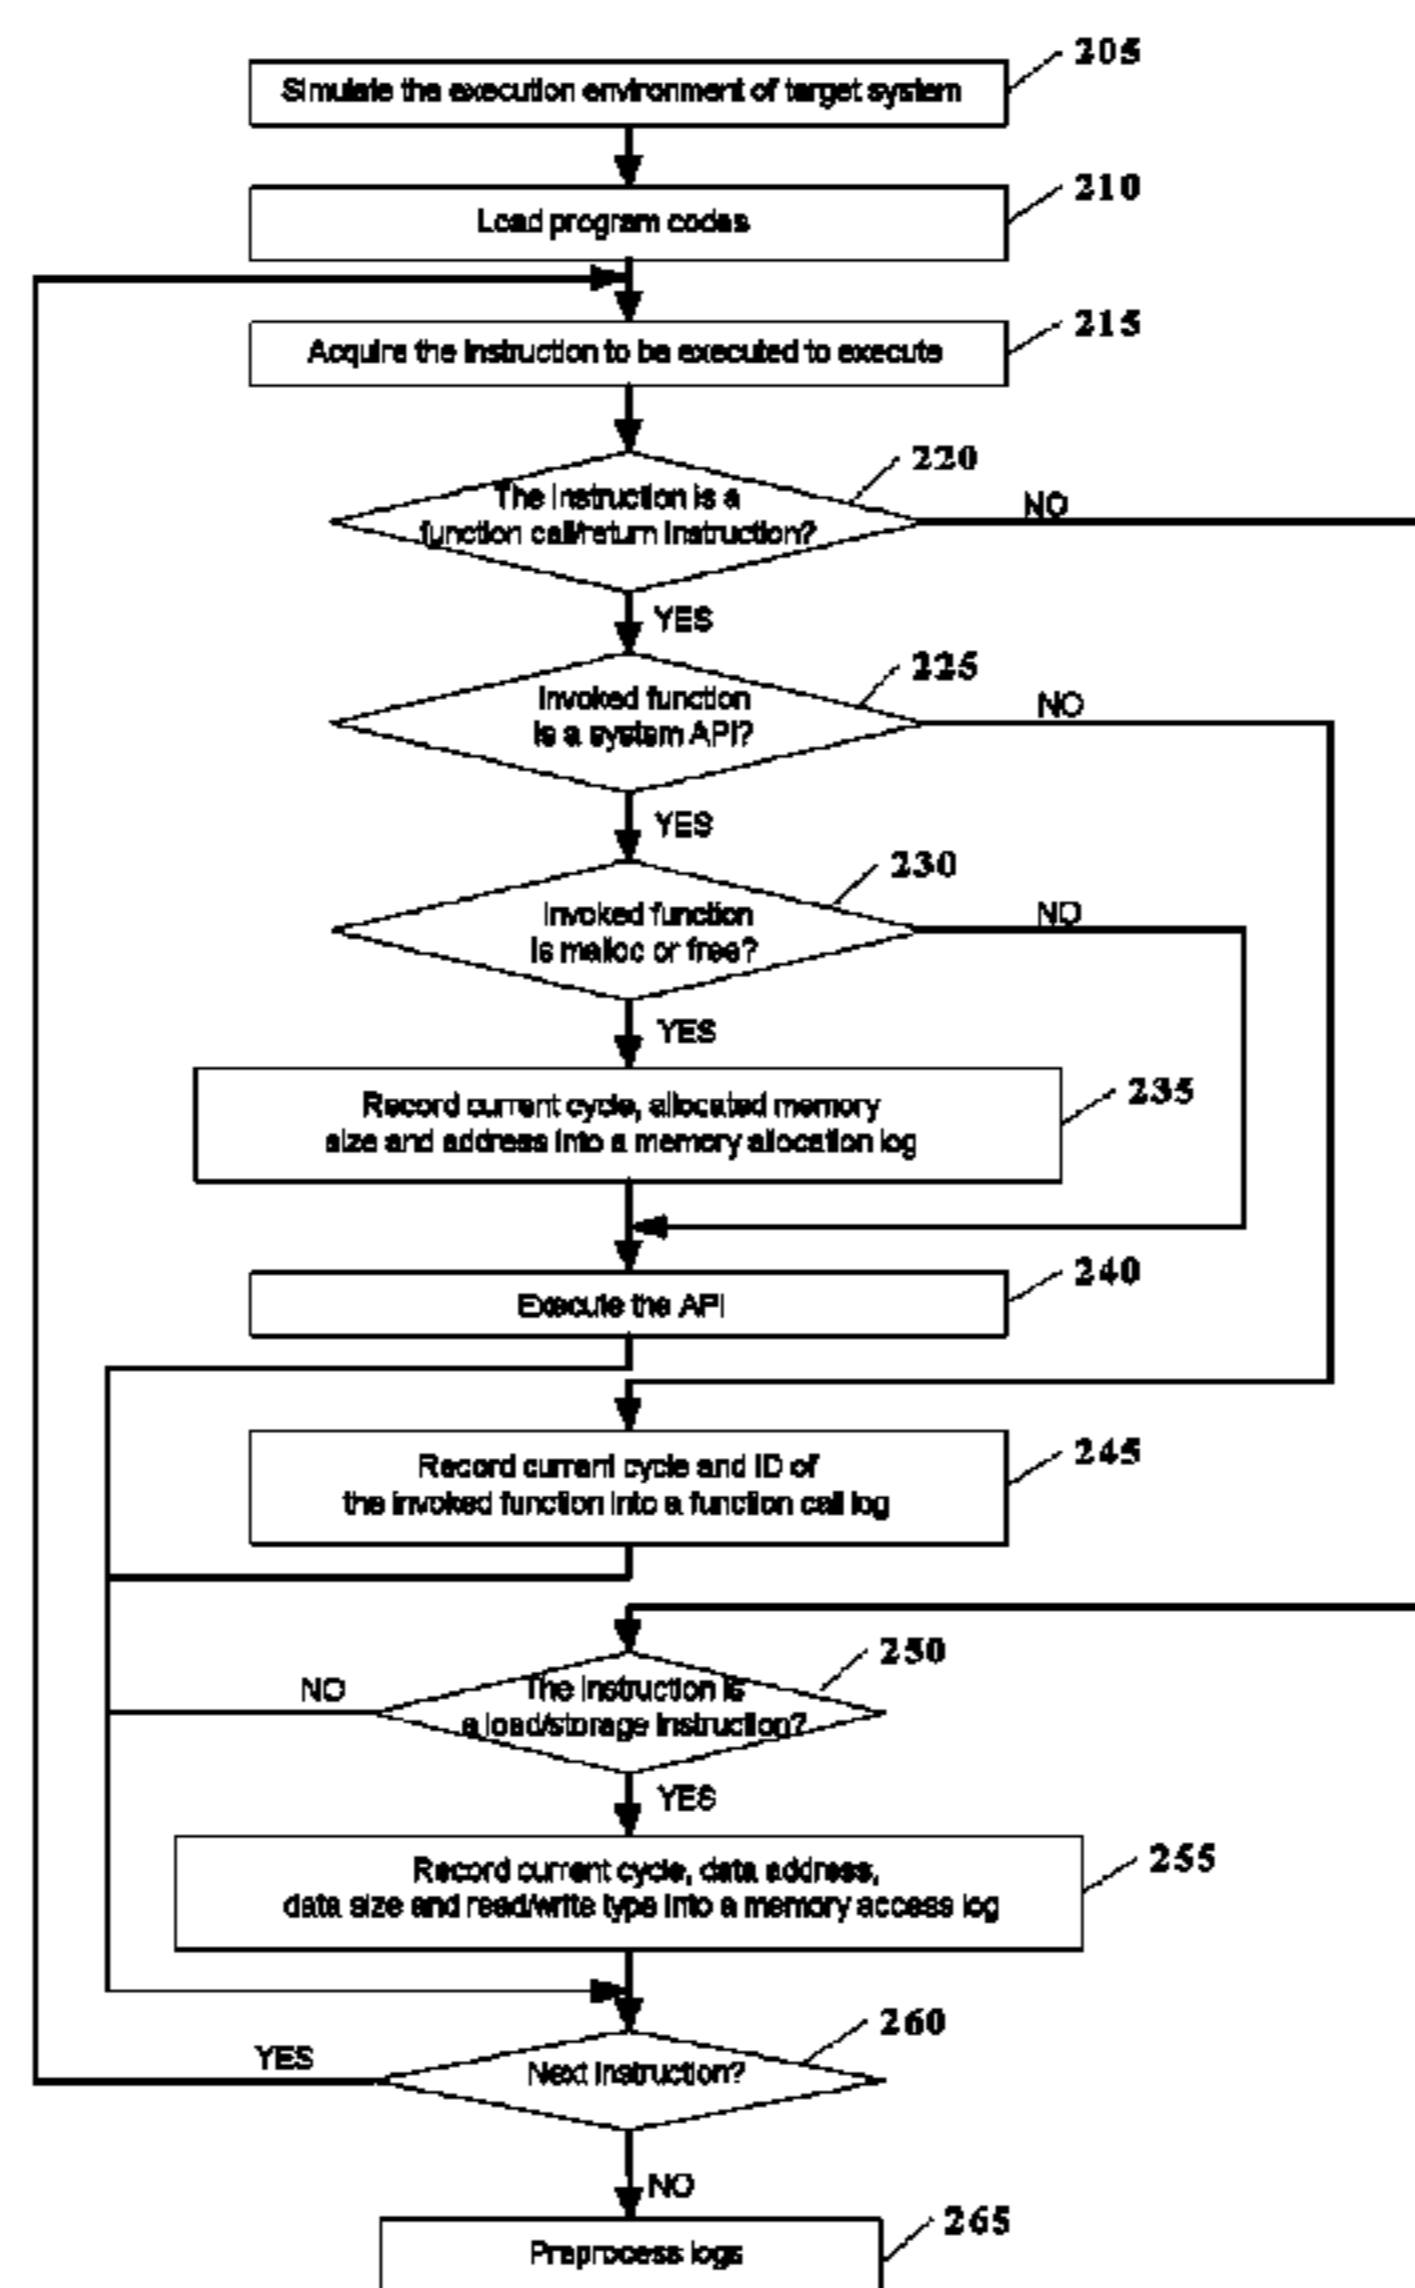 205
Simulate the execution environment of target system
210
Load program codes
215
Acquire the instruction to be executed to execute
220
The instruction is a
function call/return instruction?
NO
YES
225
Invoked function
is a system API?
NO
YES
230
Invoked function
is malloc or free?
NO
YES
235
Record current cycle, allocated memory
size and address into a memory allocation log
240
Execute the API
245
Record current cycle and ID of
the invoked function into a function call log
250
The instruction is
a load/storage instruction?
NO
YES
255
Record current cycle, data address,
data size and read/write type into a memory access log
260
Next instruction?
YES
NO
265
Preprocess logs